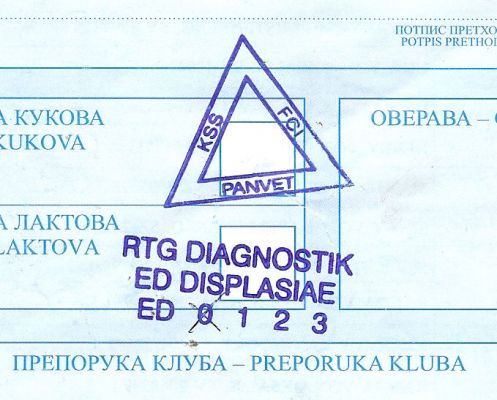 ПОТПИС ПРЕТХО
POTPIS PRETHO
А КУКОВА
KUKOVA
ОВЕРАВА –
KSS
FCI
PANVET
А ЛАКТОВА
LAKTOVA
RTG DIAGNOSTIK
ED DISPLASIAE
ED 0 1 2 3
ПРЕПОРУКА КЛУБА – PREPORUKA KLUBA